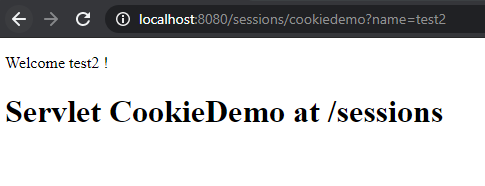 localhost:8080/sessions/cookiedemo?name=test2
Welcome test2 !
Servlet CookieDemo at /sessions